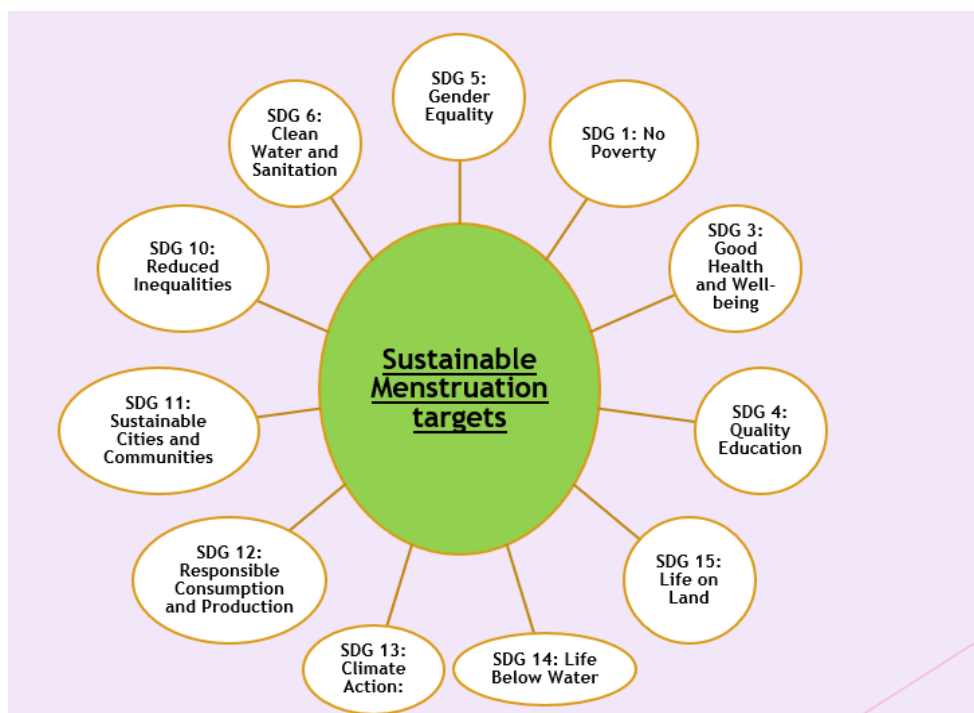 SDG 5:
Gender
Equality
SDG 1: No
Poverty
SDG 3:
Good
Health
and Well-
being
SDG 4:
Quality
Education
SDG 15:
Life on
Land
SDG 14: Life
Below Water
SDG 13:
Climate
Action:
SDG 12:
Responsible
Consumption
and Production
SDG 11:
Sustainable
Cities and
Communities
SDG 10:
Reduced
Inequalities
SDG 6:
Clean
Water and
Sanitation
Sustainable
Menstruation
targets